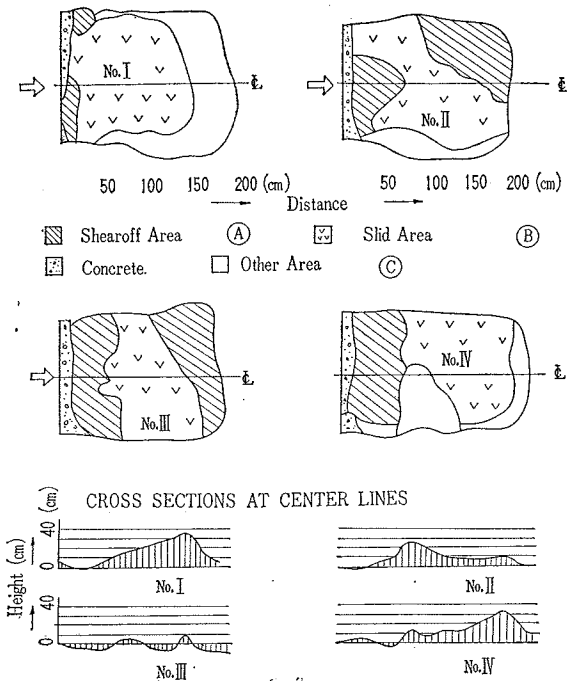 No. I
℄
No. II
℄
50 100 150 200 (cm)
50 100 150 200 (cm)
Distance
Shearoff Area Ⓐ
Slid Area Ⓑ
Concrete.
Other Area Ⓒ
No. III
℄
No. IV
℄
CROSS SECTIONS AT CENTER LINES
Height (cm)
(cm)
40
0
No. I
No. II
40
0
No. III
No. IV